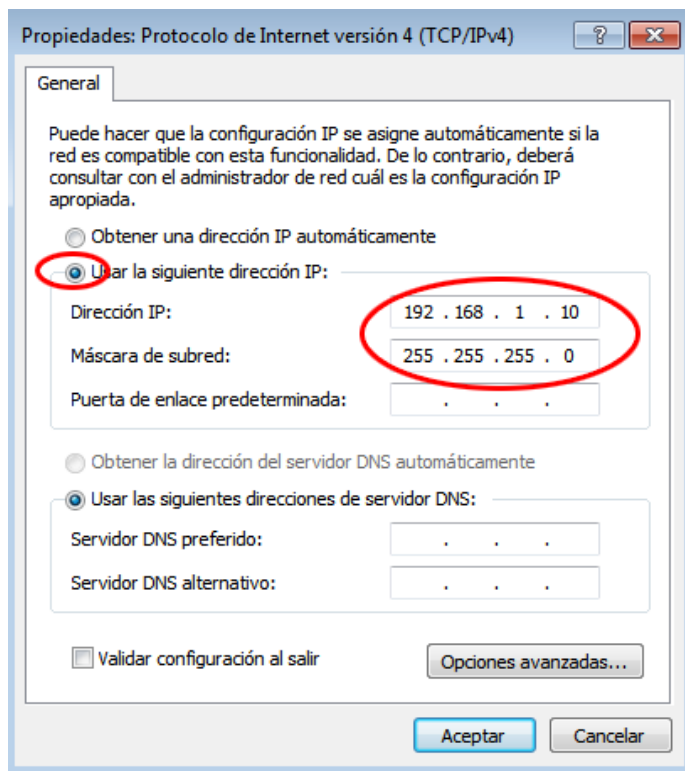 Propiedades: Protocolo de Internet versión 4 (TCP/IPv4)
General
Puede hacer que la configuración IP se asigne automáticamente si la
red es compatible con esta funcionalidad. De lo contrario, deberá
consultar con el administrador de red cuál es la configuración IP
apropiada.
Obtener una dirección IP automáticamente
Usar la siguiente dirección IP:
Dirección IP: 192 . 168 . 1 . 10
Máscara de subred: 255 . 255 . 255 . 0
Puerta de enlace predeterminada: . . .
Obtener la dirección del servidor DNS automáticamente
Usar las siguientes direcciones de servidor DNS:
Servidor DNS preferido: . . .
Servidor DNS alternativo: . . .
Validar configuración al salir
Opciones avanzadas...
Aceptar Cancelar